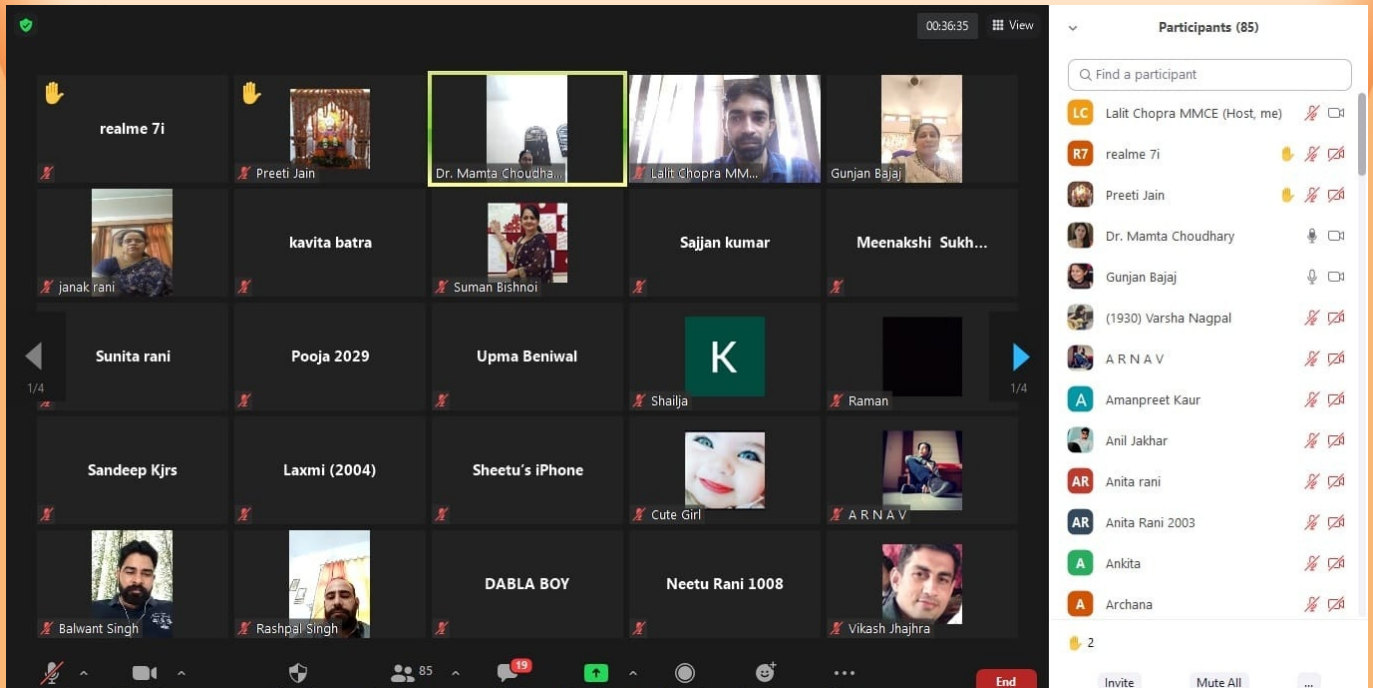 00:36:35 View
realme 7i
Preeti Jain
Dr. Mamta Choudha...
Lalit Chopra MM...
Gunjan Bajaj
janak rani
kavita batra
Suman Bishnoi
Sajjan kumar
Meenakshi Sukh...
Sunita rani
Pooja 2029
Upma Beniwal
K
Shailja
Raman
1/4
1/4
Sandeep Kjrs
Laxmi (2004)
Sheetu's iPhone
Cute Girl
A R N A V
Balwant Singh
Rashpal Singh
DABLA BOY
Neetu Rani 1008
Vikash Jhajhra
85
19
End
Participants (85)
Find a participant
LC Lalit Chopra MMCE (Host, me)
R7 realme 7i
Preeti Jain
Dr. Mamta Choudhary
Gunjan Bajaj
(1930) Varsha Nagpal
A R N A V
A Amanpreet Kaur
Anil Jakhar
AR Anita rani
AR Anita Rani 2003
A Ankita
A Archana
2
Invite Mute All ...